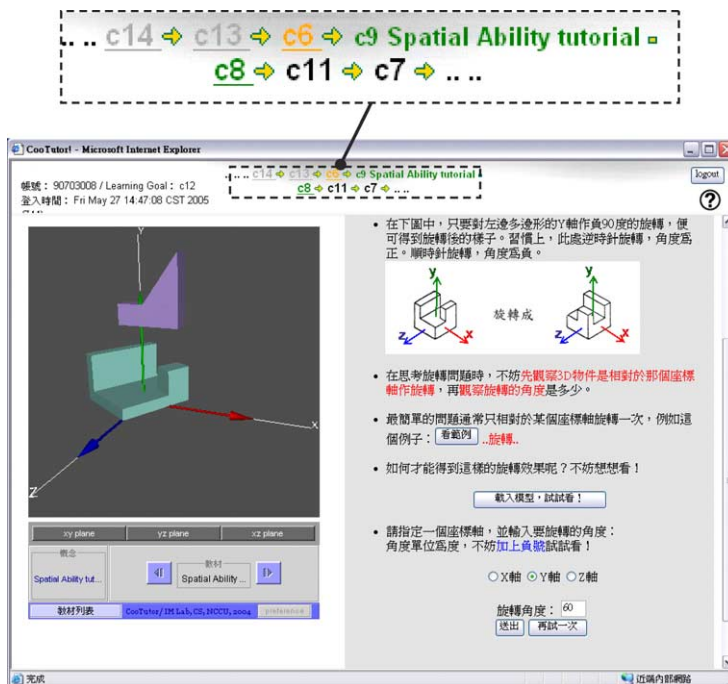 .. .. c14 ➪ c13 ➪ c6 ➪ c9 Spatial Ability tutorial
c8 ➪ c11 ➪ c7 ➪ .. ..
CooTutor! - Microsoft Internet Explorer
帳號： 90703008 / Learning Goal： c12
登入時間： Fri May 27 14:47:08 CST 2005
.. .. c14 ➪ c13 ➪ c6 ➪ c9 Spatial Ability tutorial
c8 ➪ c11 ➪ c7 ➪ .. ..
logout
?
X
Z
xy plane
yz plane
xz plane
概念
Spatial Ability tut...
教材
Spatial Ability ...
教材列表
CooTutor/ IM Lab, CS, NCCU, 2004
preference
• 在下圖中，只要對左邊多邊形的Y軸作負90度的旋轉，便
可得到旋轉後的樣子。習慣上，此處逆時針旋轉，角度為
正。順時針旋轉，角度為負。
y
z
x
旋轉成
y
z
x
• 在思考旋轉問題時，不妨先觀察3D物件是相對於那個座標
軸作旋轉，再觀察旋轉的角度是多少。
• 最簡單的問題通常只相對於某個座標軸旋轉一次，例如這
個例子： 看範例 ..旋轉..
• 如何才能得到這樣的旋轉效果呢？不妨想想看！
載入模型，試試看！
• 請指定一個座標軸，並輸入要旋轉的角度：
角度單位為度，不妨加上負號試試看！
X軸 Y軸 Z軸
旋轉角度： 60
送出 再試一次
完成
近端內部網路